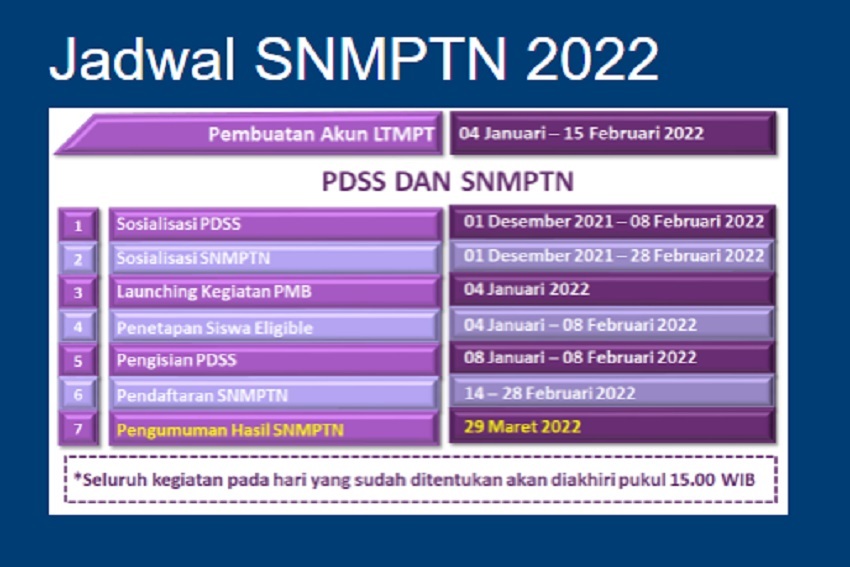 Jadwal SNMPTN 2022
Pembuatan Akun LTMPT 04 Januari – 15 Februari 2022
PDSS DAN SNMPTN
1 Sosialisasi PDSS 01 Desember 2021 – 08 Februari 2022
2 Sosialisasi SNMPTN 01 Desember 2021 – 28 Februari 2022
3 Launching Kegiatan PMB 04 Januari 2022
4 Penetapan Siswa Eligible 04 Januari – 08 Februari 2022
5 Pengisian PDSS 08 Januari – 08 Februari 2022
6 Pendaftaran SNMPTN 14 – 28 Februari 2022
7 Pengumuman Hasil SNMPTN 29 Maret 2022
*Seluruh kegiatan pada hari yang sudah ditentukan akan diakhiri pukul 15.00 WIB